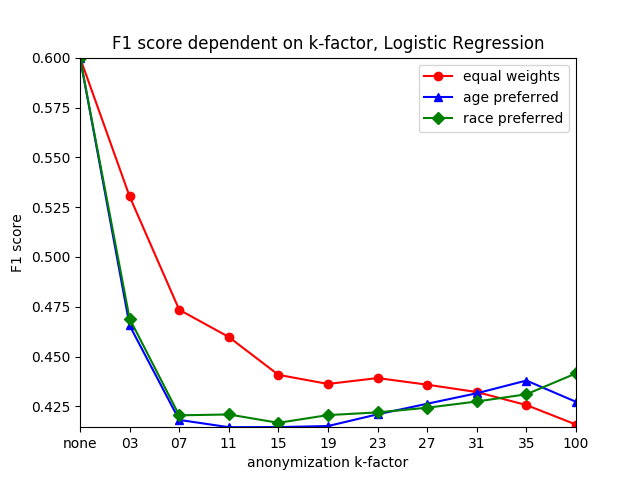 F1 score dependent on k-factor, Logistic Regression
equal weights
age preferred
race preferred
F1 score
0.600
0.575
0.550
0.525
0.500
0.475
0.450
0.425
none 03 07 11 15 19 23 27 31 35 100
anonymization k-factor